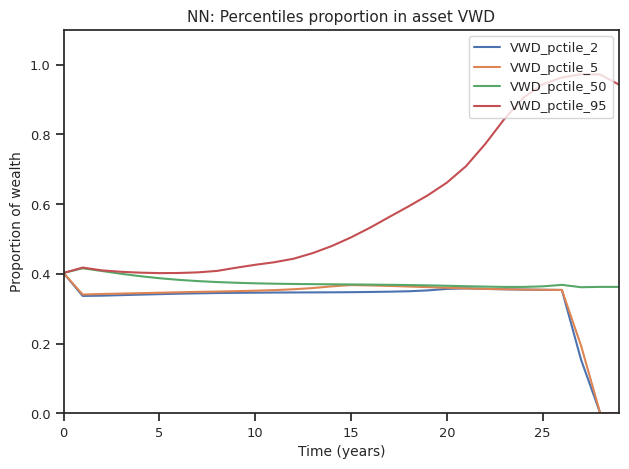 NN: Percentiles proportion in asset VWD
VWD_pctile_2
VWD_pctile_5
VWD_pctile_50
VWD_pctile_95
Proportion of wealth
1.0
0.8
0.6
0.4
0.2
0.0
0 5 10 15 20 25
Time (years)